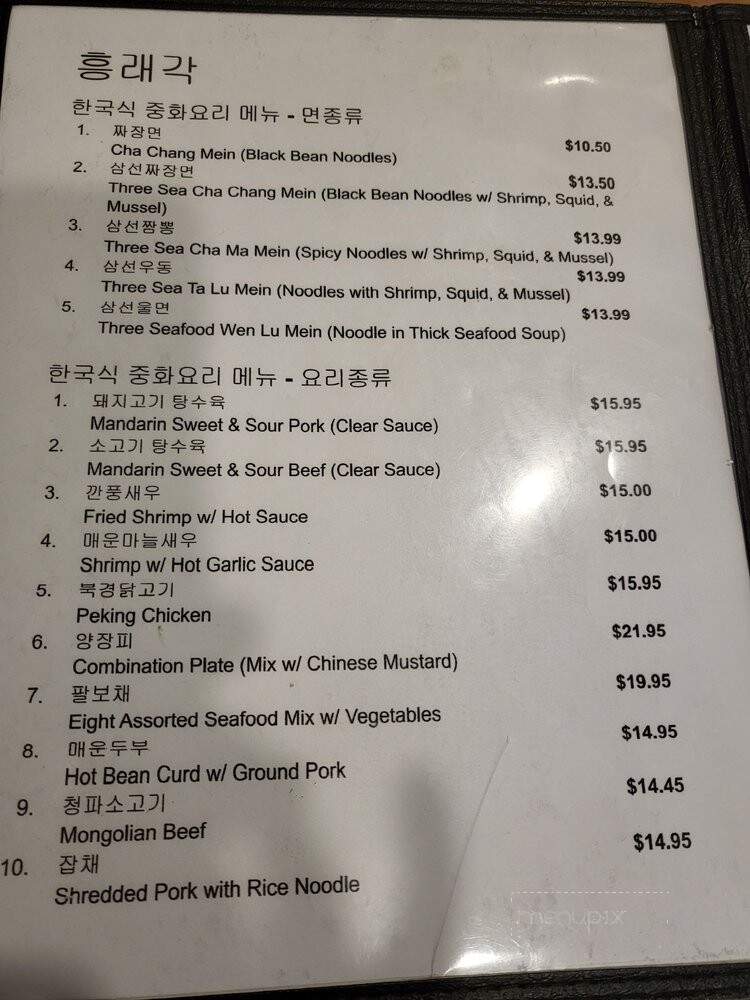 흥래각
한국식 중화요리 메뉴 - 면종류
1. 짜장면
Cha Chang Mein (Black Bean Noodles) $10.50
2. 삼선짜장면 $13.50
Three Sea Cha Chang Mein (Black Bean Noodles w/ Shrimp, Squid, &
Mussel)
3. 삼선짬뽕 $13.99
Three Sea Cha Ma Mein (Spicy Noodles w/ Shrimp, Squid, & Mussel)
4. 삼선우동 $13.99
Three Sea Ta Lu Mein (Noodles with Shrimp, Squid, & Mussel)
5. 삼선울면 $13.99
Three Seafood Wen Lu Mein (Noodle in Thick Seafood Soup)
한국식 중화요리 메뉴 - 요리종류
1. 돼지고기 탕수육 $15.95
Mandarin Sweet & Sour Pork (Clear Sauce)
2. 소고기 탕수육 $15.95
Mandarin Sweet & Sour Beef (Clear Sauce)
3. 깐풍새우 $15.00
Fried Shrimp w/ Hot Sauce
4. 매운마늘새우 $15.00
Shrimp w/ Hot Garlic Sauce
5. 북경닭고기 $15.95
Peking Chicken
6. 양장피 $21.95
Combination Plate (Mix w/ Chinese Mustard)
7. 팔보채 $19.95
Eight Assorted Seafood Mix w/ Vegetables
8. 매운두부 $14.95
Hot Bean Curd w/ Ground Pork
9. 청파소고기 $14.45
Mongolian Beef
10. 잡채 $14.95
Shredded Pork with Rice Noodle
menupix